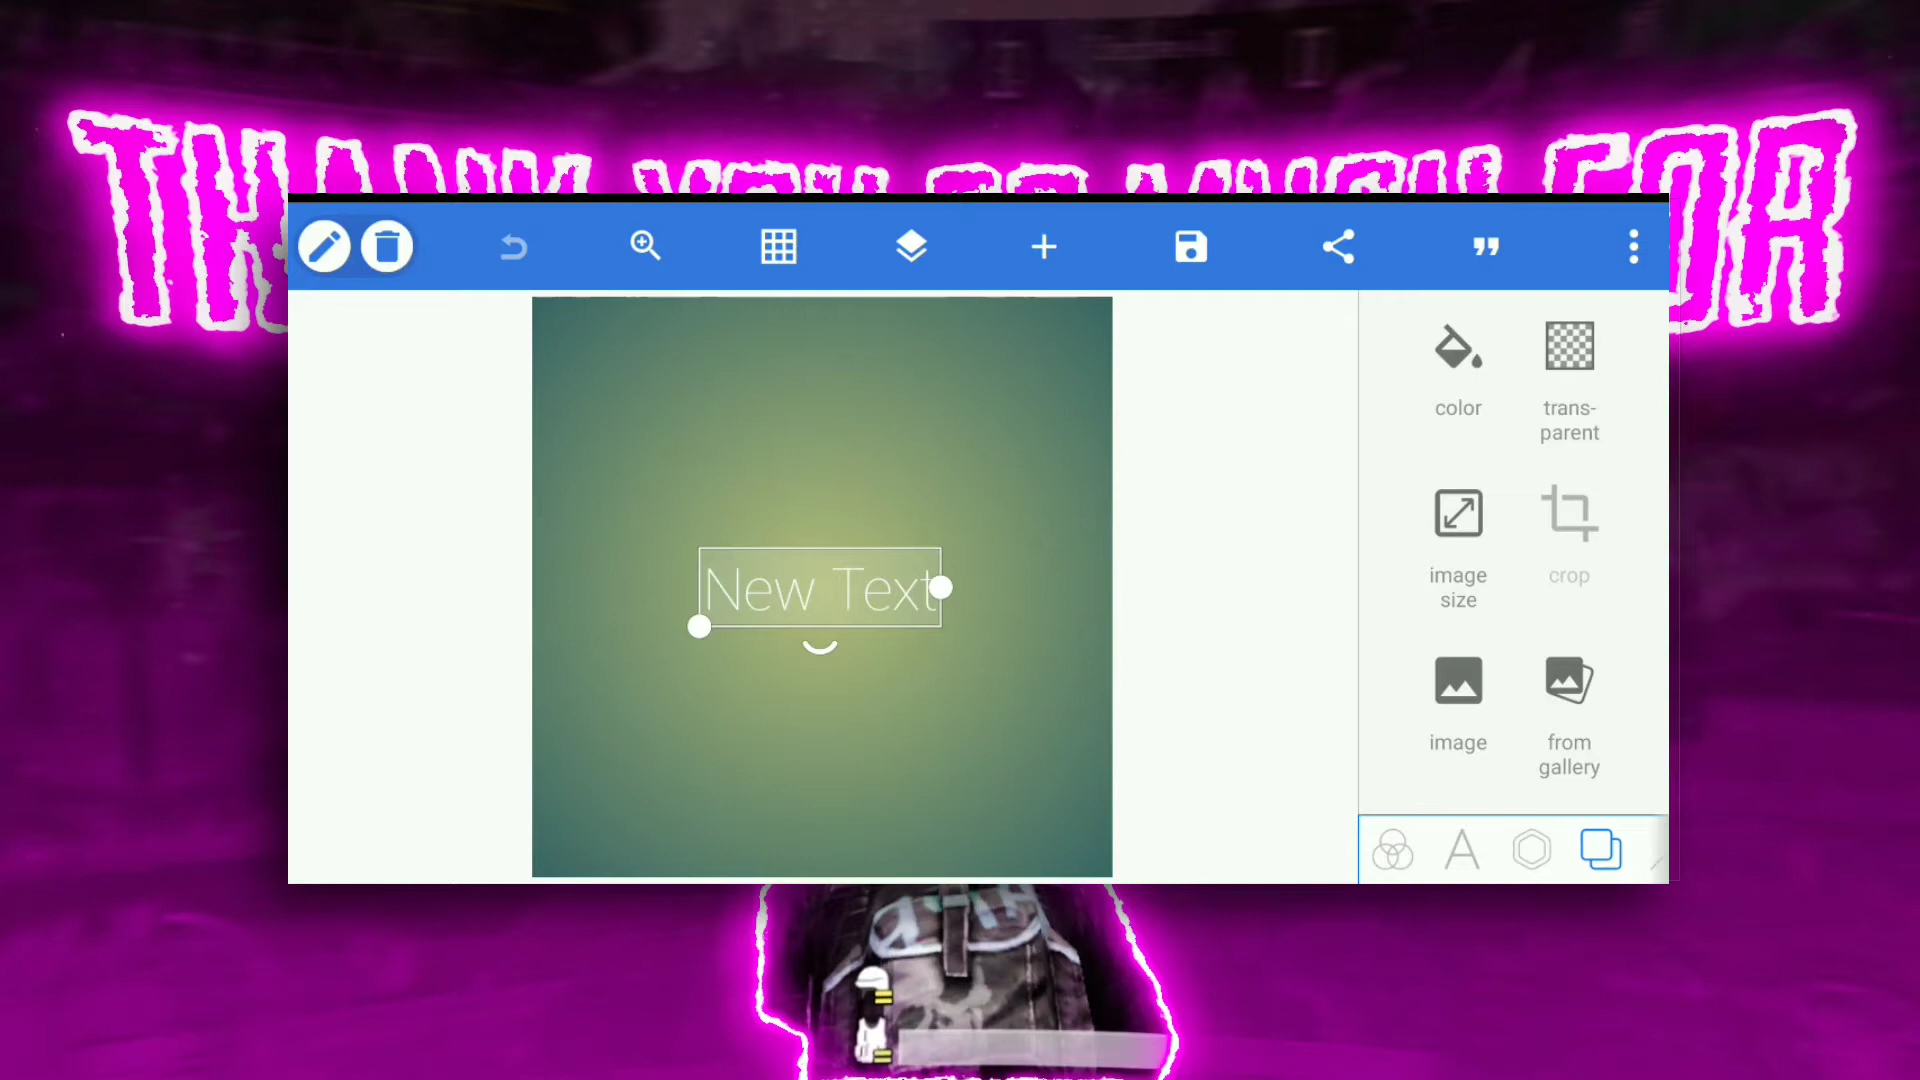 THANK YOU SO MUCH FOR
color
trans-
parent
New Text
image
size
crop
image
from
gallery